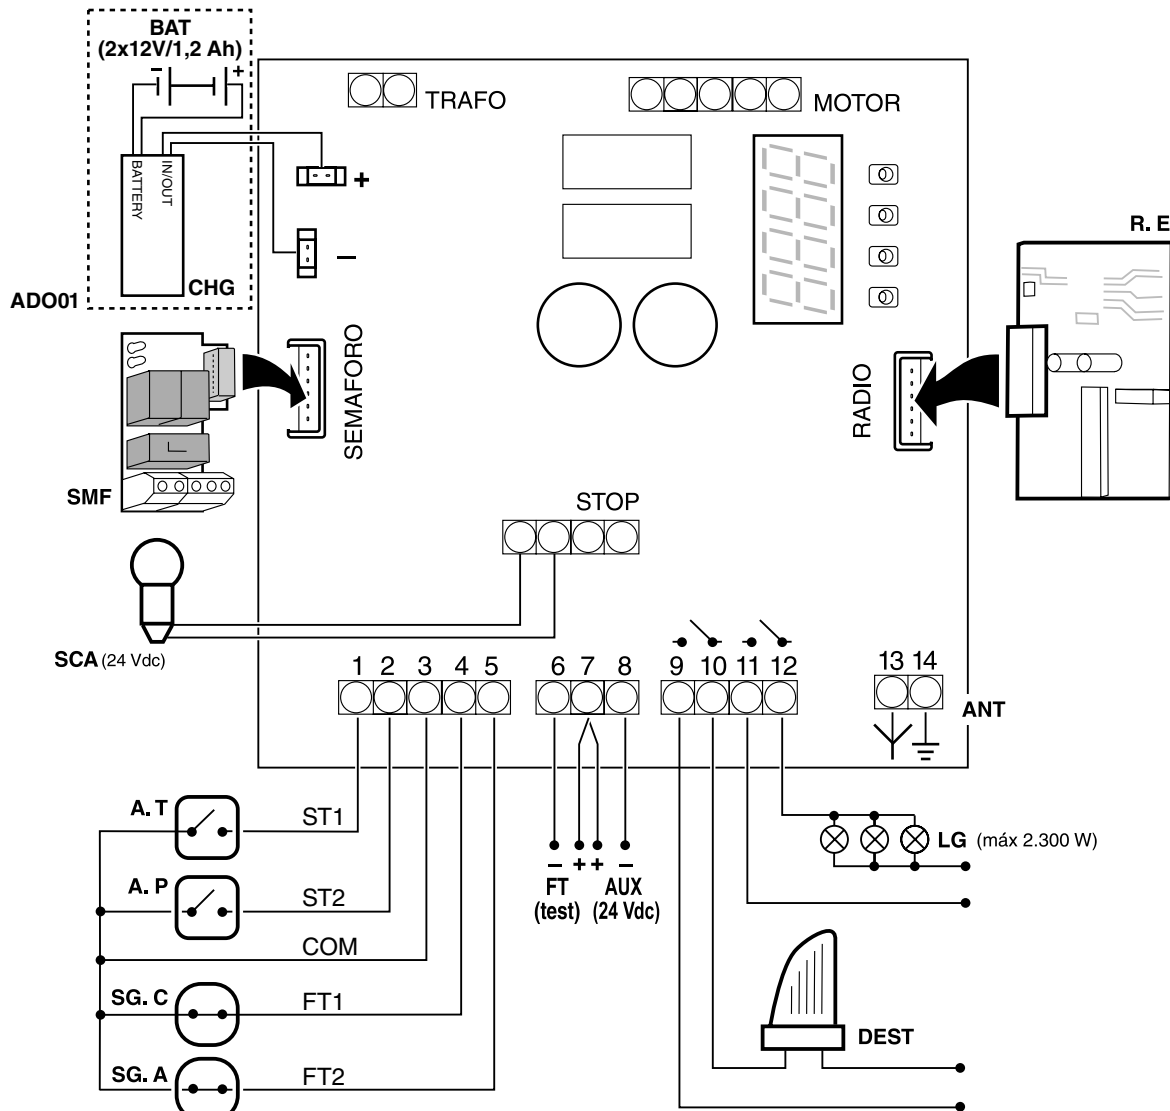 BAT
(2x12V/1,2 Ah)
- +
TRAFO
MOTOR
BATTERY
IN/OUT
+
-
CHG
ADO01
R. E
SEMAFORO
RADIO
SMF
STOP
SCA (24 Vdc)
1 2 3 4 5 6 7 8 9 10 11 12 13 14
ANT
A. T
ST1
A. P
ST2
COM
SG. C
FT1
SG. A
FT2
- + + -
FT AUX
(test) (24 Vdc)
LG (máx 2.300 W)
DEST